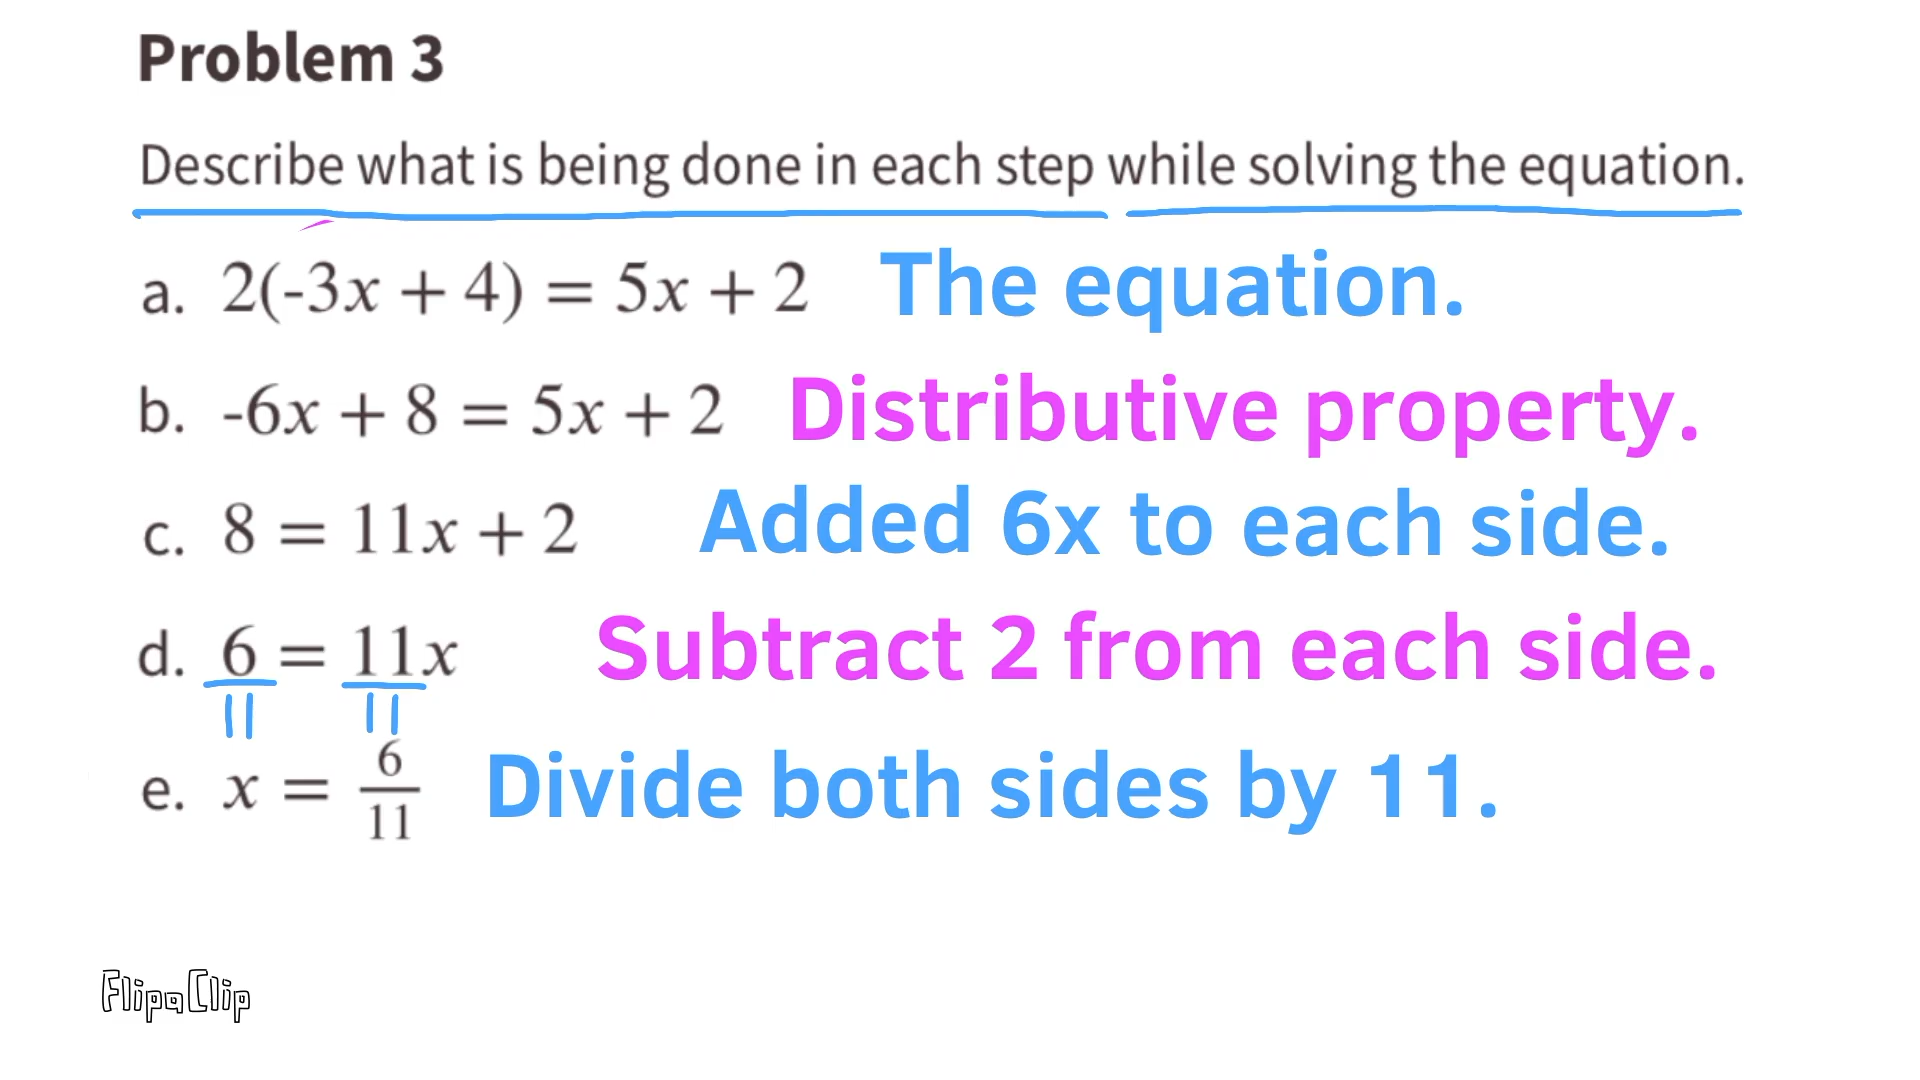 Problem 3
Describe what is being done in each step while solving the equation.
a. 2(-3x + 4) = 5x + 2 The equation.
b. -6x + 8 = 5x + 2 Distributive property.
c. 8 = 11x + 2 Added 6x to each side.
d. 6 = 11x Subtract 2 from each side.
11 11
e. x = 6/11 Divide both sides by 11.
FlipaClip